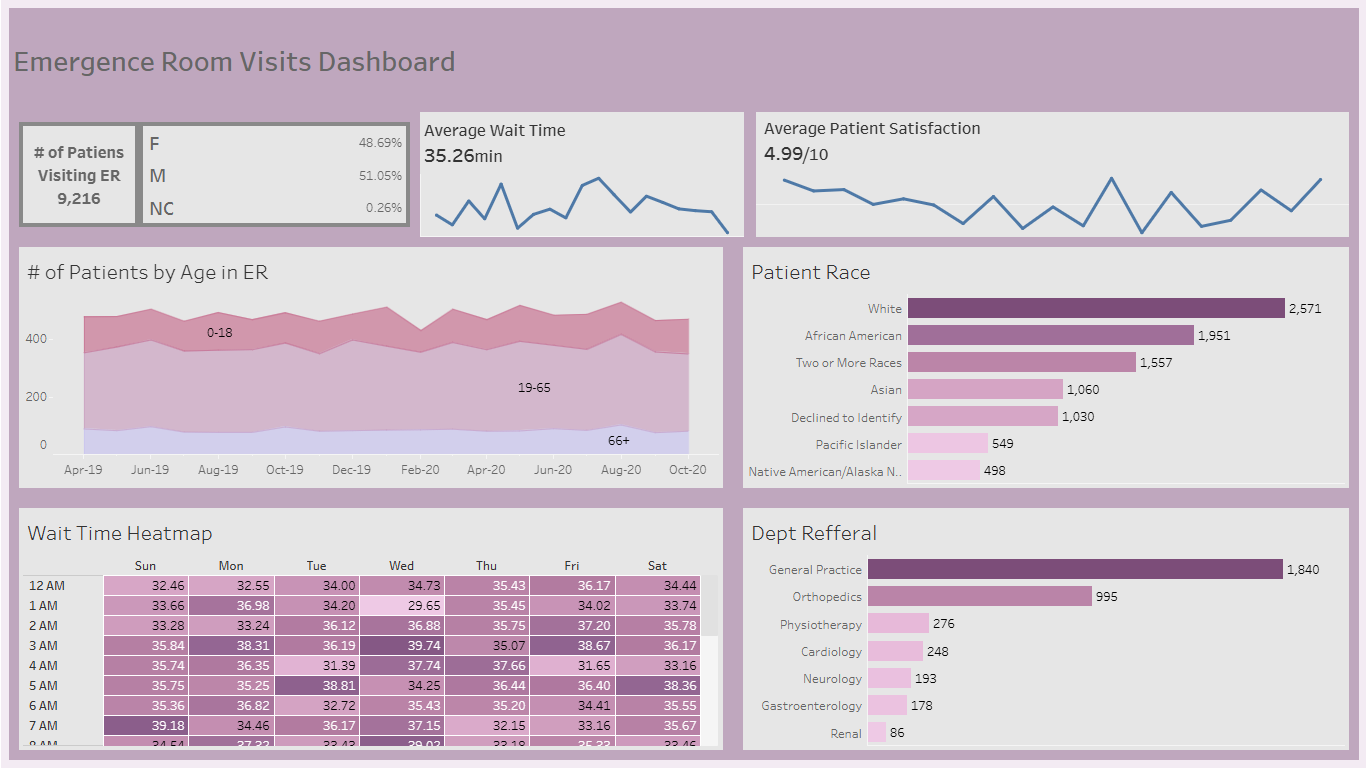 Emergence Room Visits Dashboard
# of Patiens
Visiting ER
9,216
F 48.69%
M 51.05%
NC 0.26%
Average Wait Time
35.26min
Average Patient Satisfaction
4.99/10
# of Patients by Age in ER
0-18
19-65
66+
400
200
0
Apr-19 Jun-19 Aug-19 Oct-19 Dec-19 Feb-20 Apr-20 Jun-20 Aug-20 Oct-20
Patient Race
White 2,571
African American 1,951
Two or More Races 1,557
Asian 1,060
Declined to Identify 1,030
Pacific Islander 549
Native American/Alaska N.. 498
Wait Time Heatmap
Sun Mon Tue Wed Thu Fri Sat
12 AM 32.46 32.55 34.00 34.73 35.43 36.17 34.44
1 AM 33.66 36.98 34.20 29.65 35.45 34.02 33.74
2 AM 33.28 33.24 36.12 36.88 35.75 37.20 35.78
3 AM 35.84 38.31 36.19 39.74 35.07 38.67 36.17
4 AM 35.74 36.35 31.39 37.74 37.66 31.65 33.16
5 AM 35.75 35.25 38.81 34.25 36.44 36.40 38.36
6 AM 35.36 36.82 32.72 35.43 35.20 34.41 35.55
7 AM 39.18 34.46 36.17 37.15 32.15 33.16 35.67
Dept Refferal
General Practice 1,840
Orthopedics 995
Physiotherapy 276
Cardiology 248
Neurology 193
Gastroenterology 178
Renal 86